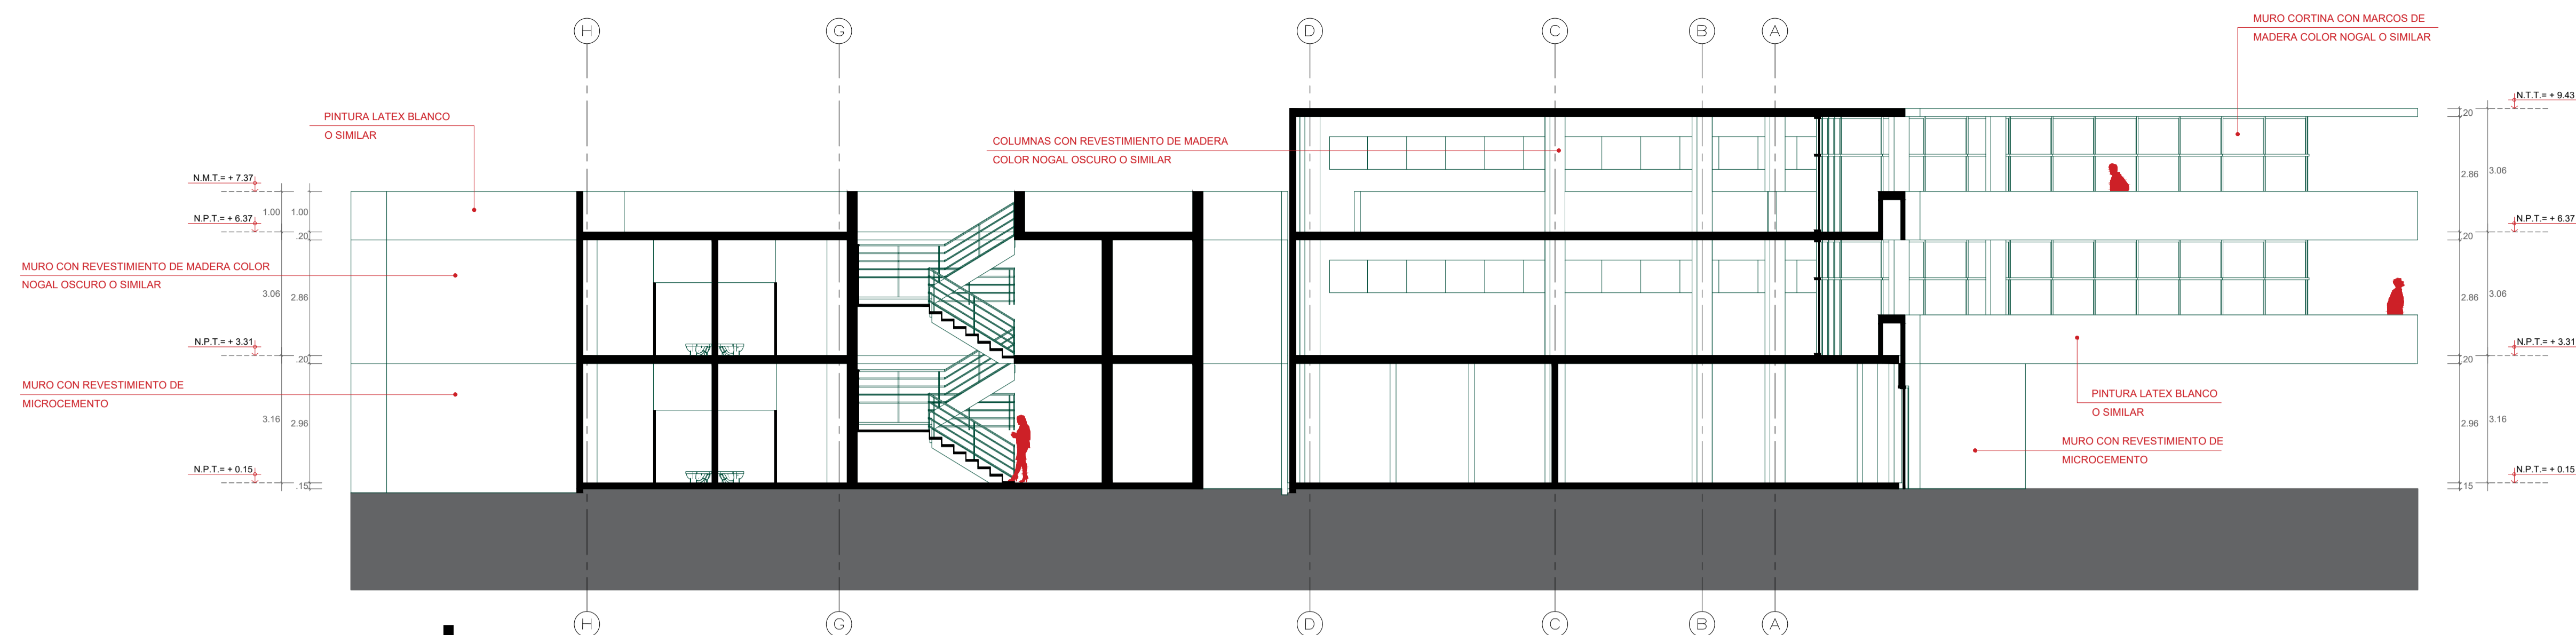 H
G
D
C
B
A
MURO CORTINA CON MARCOS DE
MADERA COLOR NOGAL O SIMILAR
PINTURA LATEX BLANCO
O SIMILAR
COLUMNAS CON REVESTIMIENTO DE MADERA
COLOR NOGAL OSCURO O SIMILAR
N.M.T.= + 7.37
N.P.T.= + 6.37
1.00
1.00
.20
MURO CON REVESTIMIENTO DE MADERA COLOR
NOGAL OSCURO O SIMILAR
3.06
2.86
N.P.T.= + 3.31
.20
MURO CON REVESTIMIENTO DE
MICROCEMENTO
3.16
2.96
N.P.T.= + 0.15
.15
N.T.T.= + 9.43
.20
2.86
3.06
N.P.T.= + 6.37
.20
2.86
3.06
N.P.T.= + 3.31
.20
PINTURA LATEX BLANCO
O SIMILAR
2.96
3.16
MURO CON REVESTIMIENTO DE
MICROCEMENTO
N.P.T.= + 0.15
.15
H
G
D
C
B
A